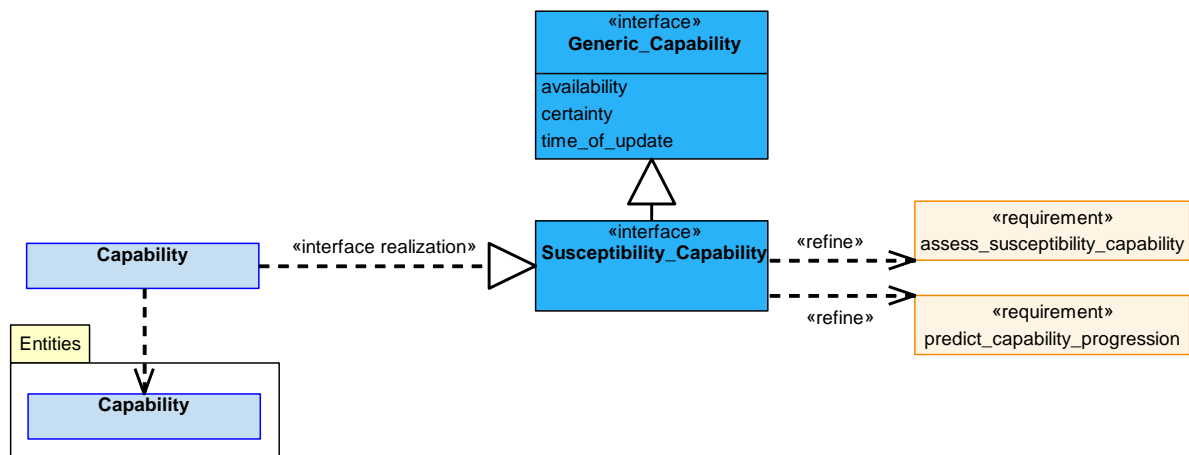 «interface»
Generic_Capability
availability
certainty
time_of_update
«interface»
Susceptibility_Capability
Capability
«interface realization»
«refine»
«refine»
«requirement»
assess_susceptibility_capability
«requirement»
predict_capability_progression
Entities
Capability